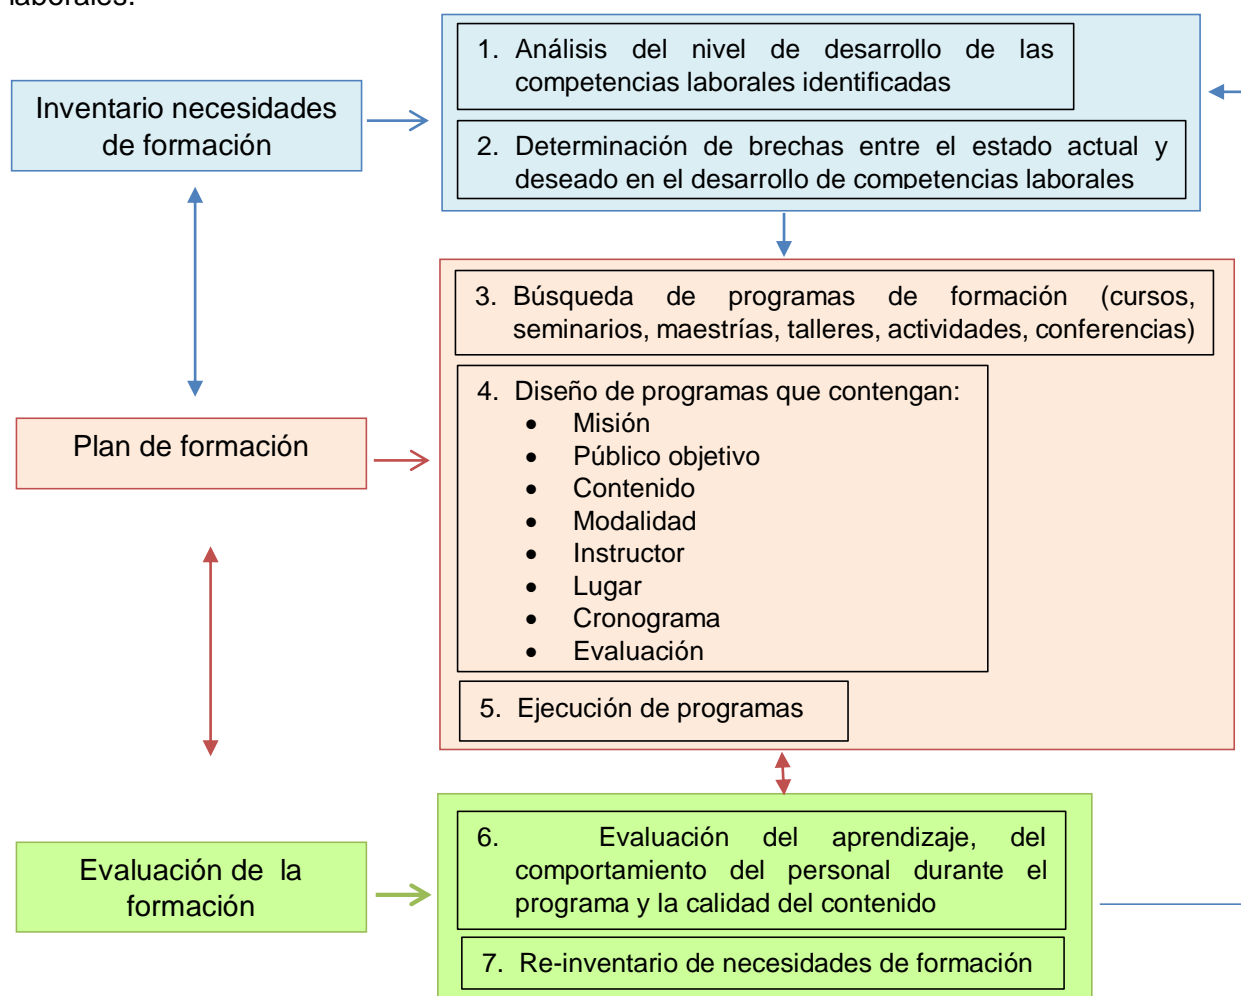 laborales.
1. Análisis del nivel de desarrollo de las
competencias laborales identificadas
Inventario necesidades
de formación
2. Determinación de brechas entre el estado actual y
deseado en el desarrollo de competencias laborales
3. Búsqueda de programas de formación (cursos,
seminarios, maestrías, talleres, actividades, conferencias)
4. Diseño de programas que contengan:
• Misión
• Público objetivo
• Contenido
• Modalidad
• Instructor
• Lugar
• Cronograma
• Evaluación
Plan de formación
5. Ejecución de programas
6. Evaluación del aprendizaje, del
comportamiento del personal durante el
programa y la calidad del contenido
Evaluación de la
formación
7. Re-inventario de necesidades de formación